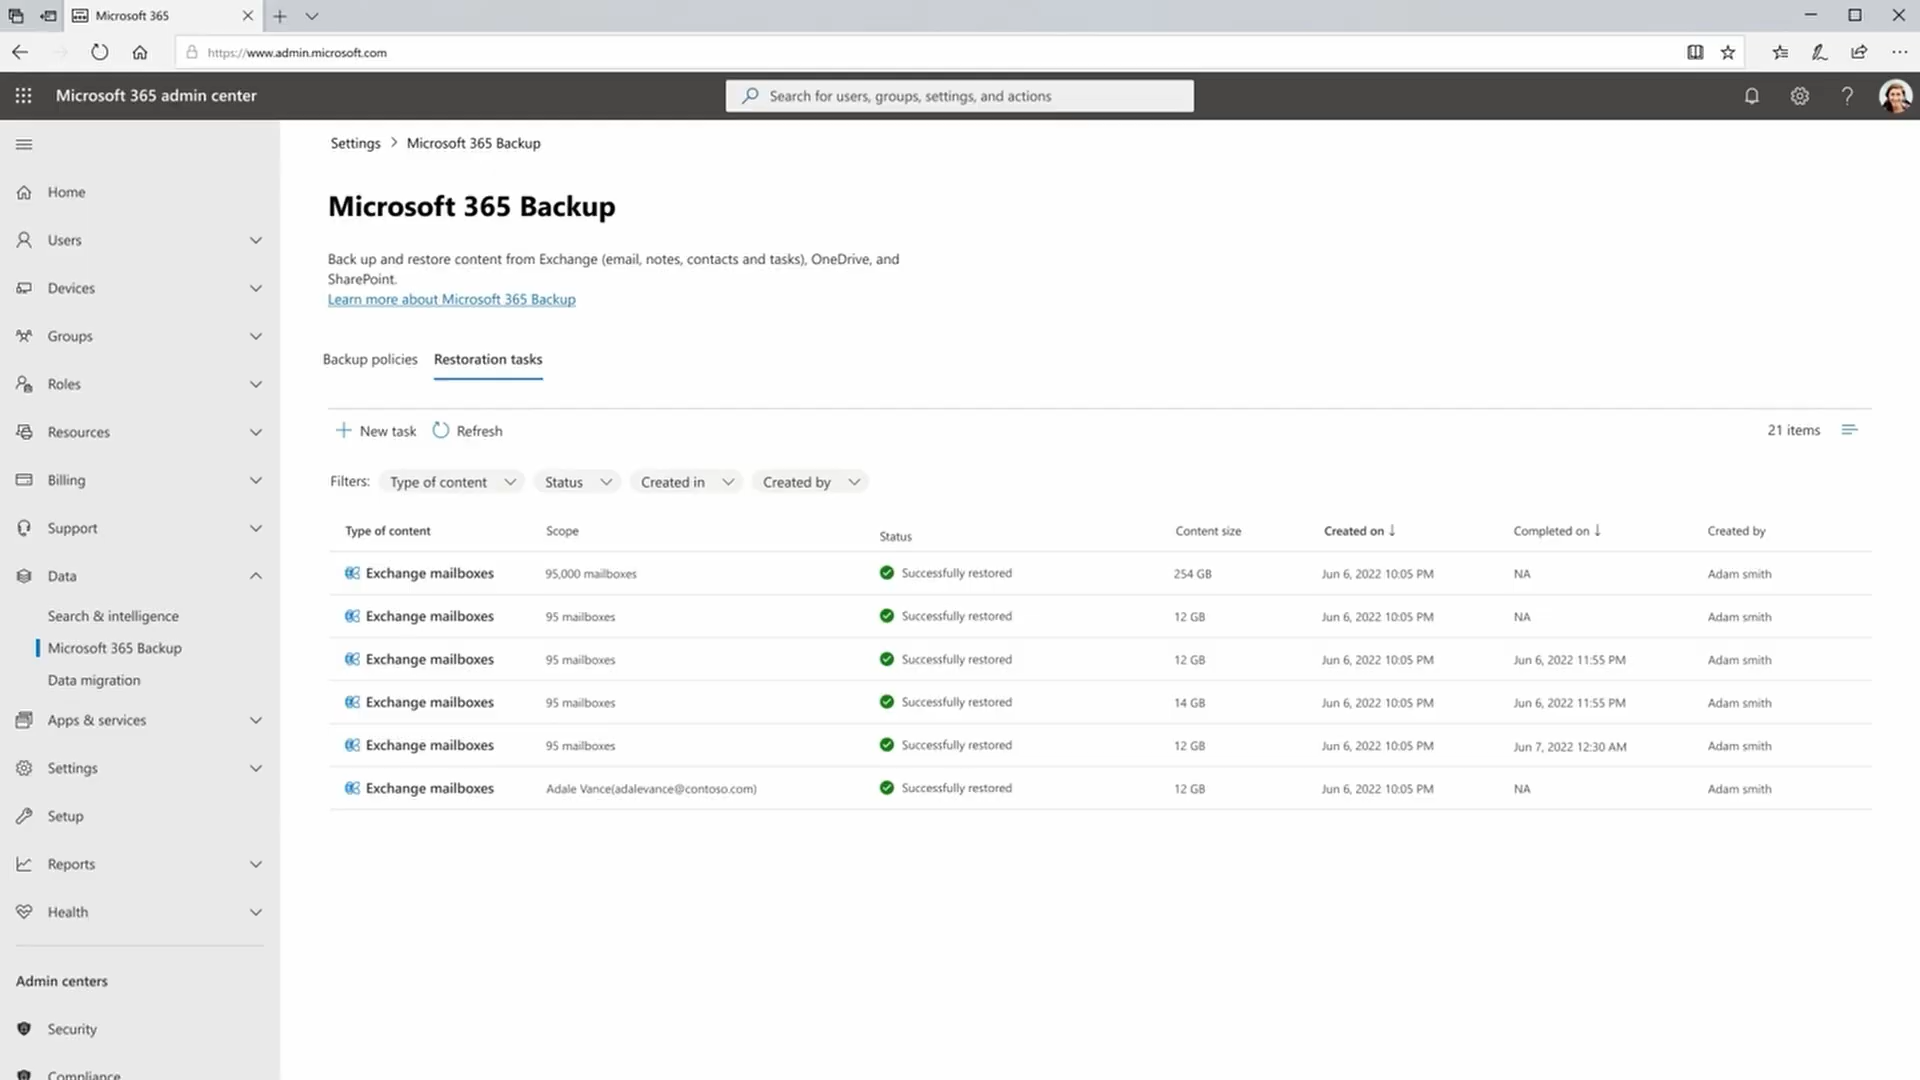 Microsoft 365
https://www.admin.microsoft.com
Microsoft 365 admin center
Search for users, groups, settings, and actions
Home
Users
Devices
Groups
Roles
Resources
Billing
Support
Data
Search & intelligence
Microsoft 365 Backup
Data migration
Apps & services
Settings
Setup
Reports
Health
Admin centers
Security
Compliance
Settings > Microsoft 365 Backup
Microsoft 365 Backup
Back up and restore content from Exchange (email, notes, contacts and tasks), OneDrive, and
SharePoint.
Learn more about Microsoft 365 Backup
Backup policies Restoration tasks
New task Refresh 21 items
Filters: Type of content Status Created in Created by
Type of content Scope Status Content size Created on ↓ Completed on ↓ Created by
Exchange mailboxes 95,000 mailboxes Successfully restored 254 GB Jun 6, 2022 10:05 PM NA Adam smith
Exchange mailboxes 95 mailboxes Successfully restored 12 GB Jun 6, 2022 10:05 PM NA Adam smith
Exchange mailboxes 95 mailboxes Successfully restored 12 GB Jun 6, 2022 10:05 PM Jun 6, 2022 11:55 PM Adam smith
Exchange mailboxes 95 mailboxes Successfully restored 14 GB Jun 6, 2022 10:05 PM Jun 6, 2022 11:55 PM Adam smith
Exchange mailboxes 95 mailboxes Successfully restored 12 GB Jun 6, 2022 10:05 PM Jun 7, 2022 12:30 AM Adam smith
Exchange mailboxes Adale Vance(adalevance@contoso.com) Successfully restored 12 GB Jun 6, 2022 10:05 PM NA Adam smith